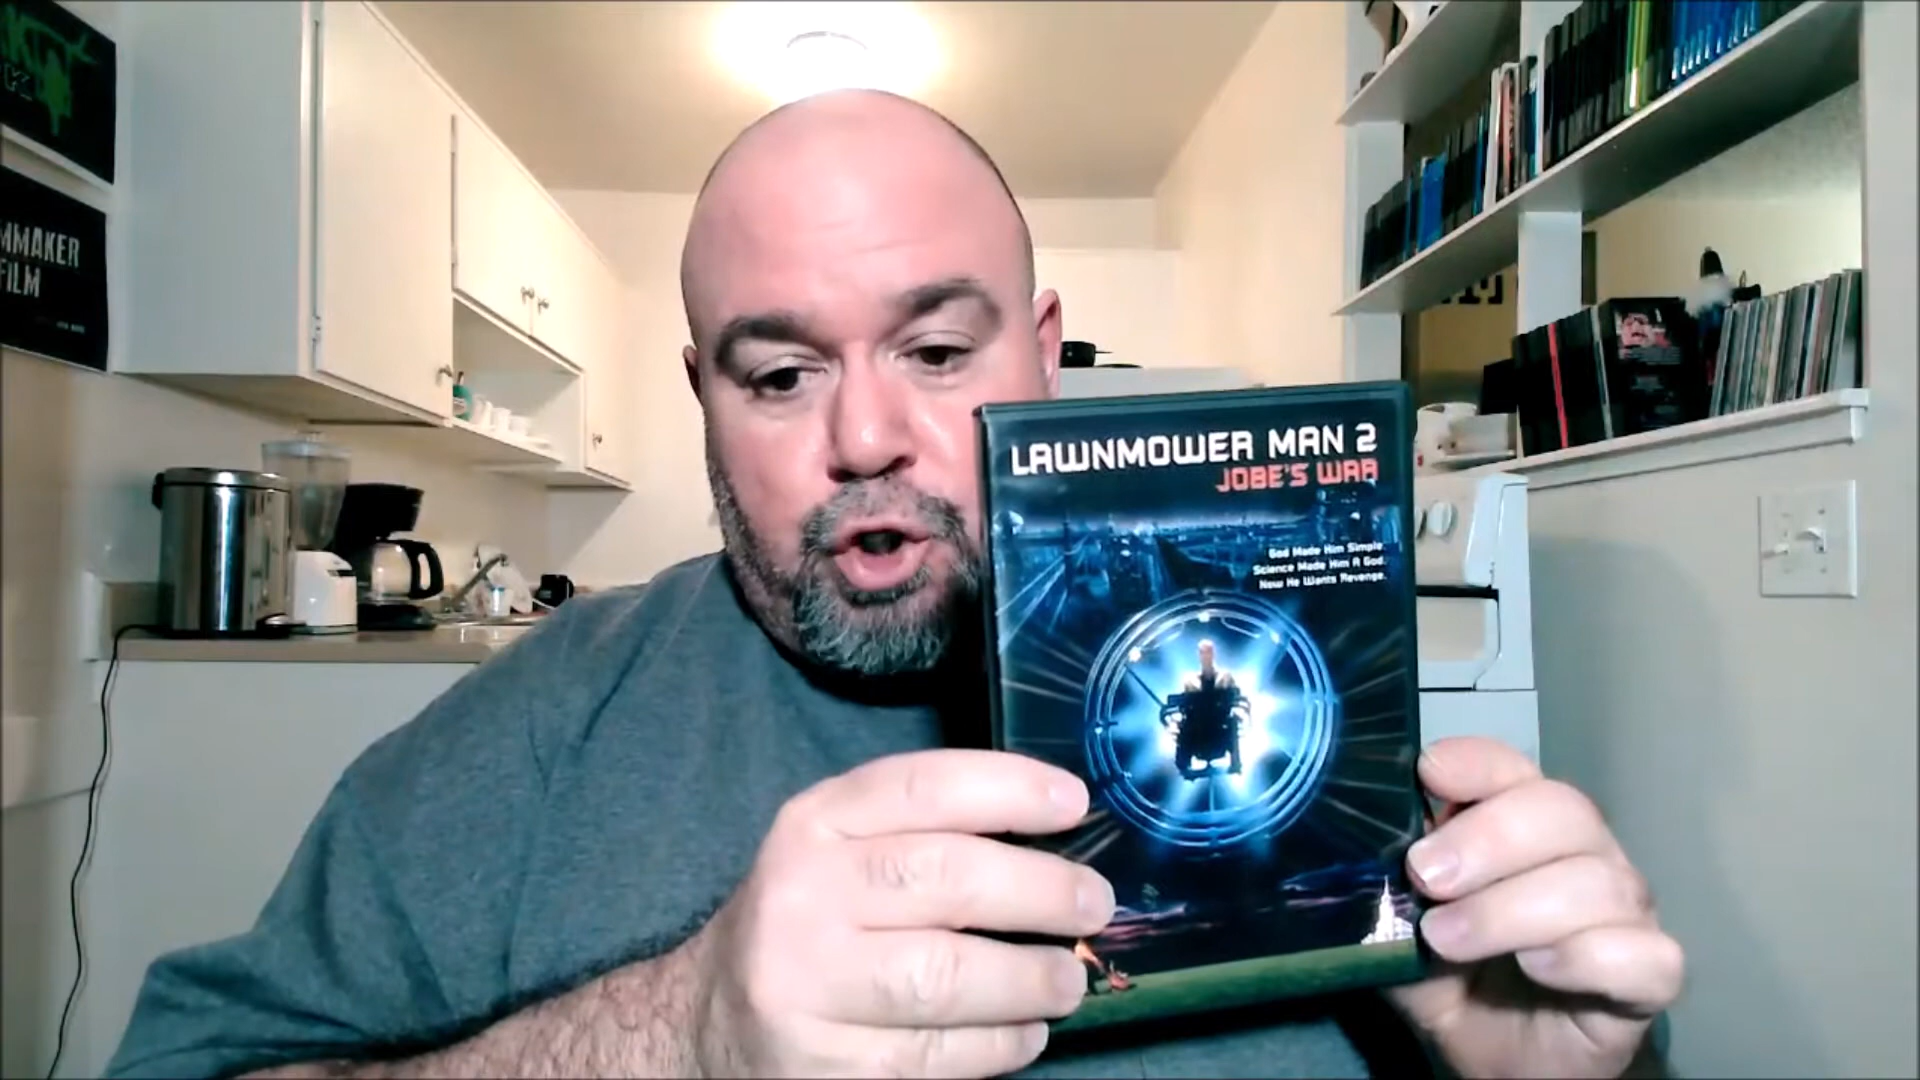 MMAKER
FILM
LAWNMOWER MAN 2
JOBE'S WAR
God Made Him Simple.
Science Made Him A God.
Now He Wants Revenge.